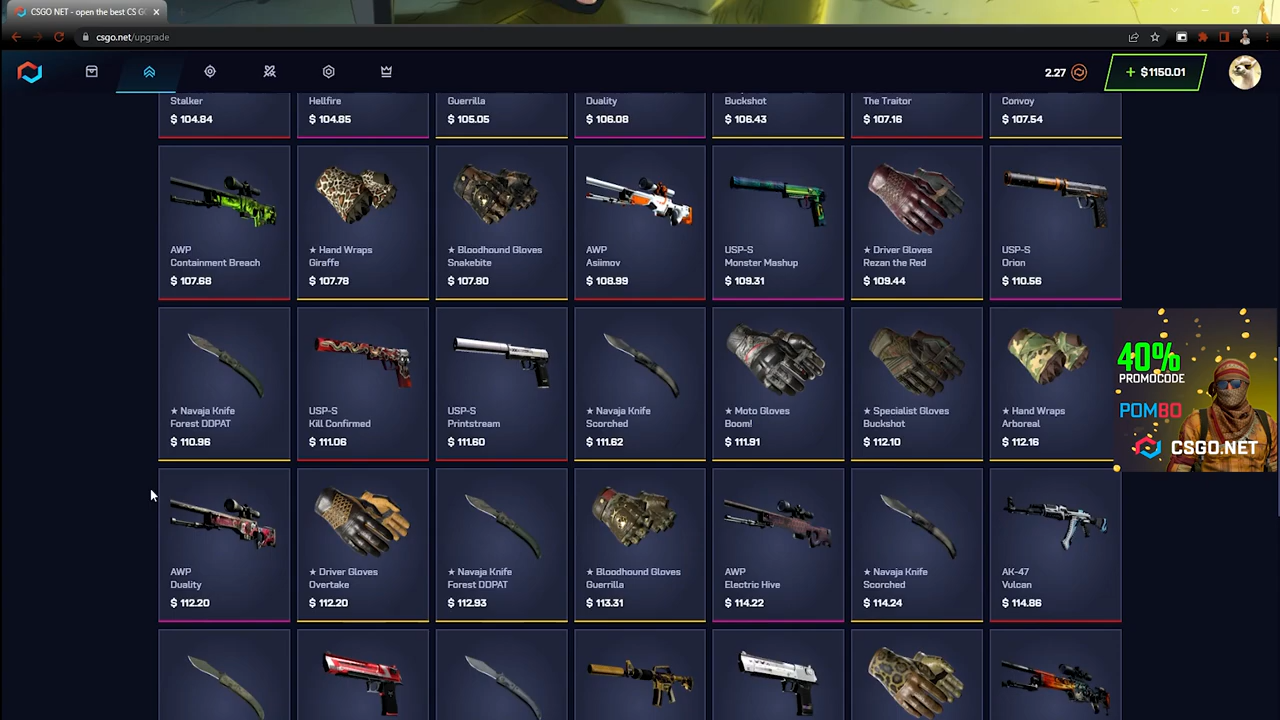 CSGO NET - open the best CS G
csgo.net/upgrade
2.27
+ $1150.01
Stalker
$ 104.84
Hellfire
$ 104.85
Guerrilla
$ 105.05
Duality
$ 106.08
Buckshot
$ 106.43
The Traitor
$ 107.16
Convoy
$ 107.54
AWP
Containment Breach
$ 107.68
★ Hand Wraps
Giraffe
$ 107.78
★ Bloodhound Gloves
Snakebite
$ 107.80
AWP
Asiimov
$ 108.99
USP-S
Monster Mashup
$ 109.31
★ Driver Gloves
Rezan the Red
$ 109.44
USP-S
Orion
$ 110.56
★ Navaja Knife
Forest DDPAT
$ 110.96
USP-S
Kill Confirmed
$ 111.06
USP-S
Printstream
$ 111.60
★ Navaja Knife
Scorched
$ 111.62
★ Moto Gloves
Boom!
$ 111.91
★ Specialist Gloves
Buckshot
$ 112.10
★ Hand Wraps
Arboreal
$ 112.16
40%
PROMOCODE
POMBO
CSGO.NET
AWP
Duality
$ 112.20
★ Driver Gloves
Overtake
$ 112.20
★ Navaja Knife
Forest DDPAT
$ 112.93
★ Bloodhound Gloves
Guerrilla
$ 113.31
AWP
Electric Hive
$ 114.22
★ Navaja Knife
Scorched
$ 114.24
AK-47
Vulcan
$ 114.86